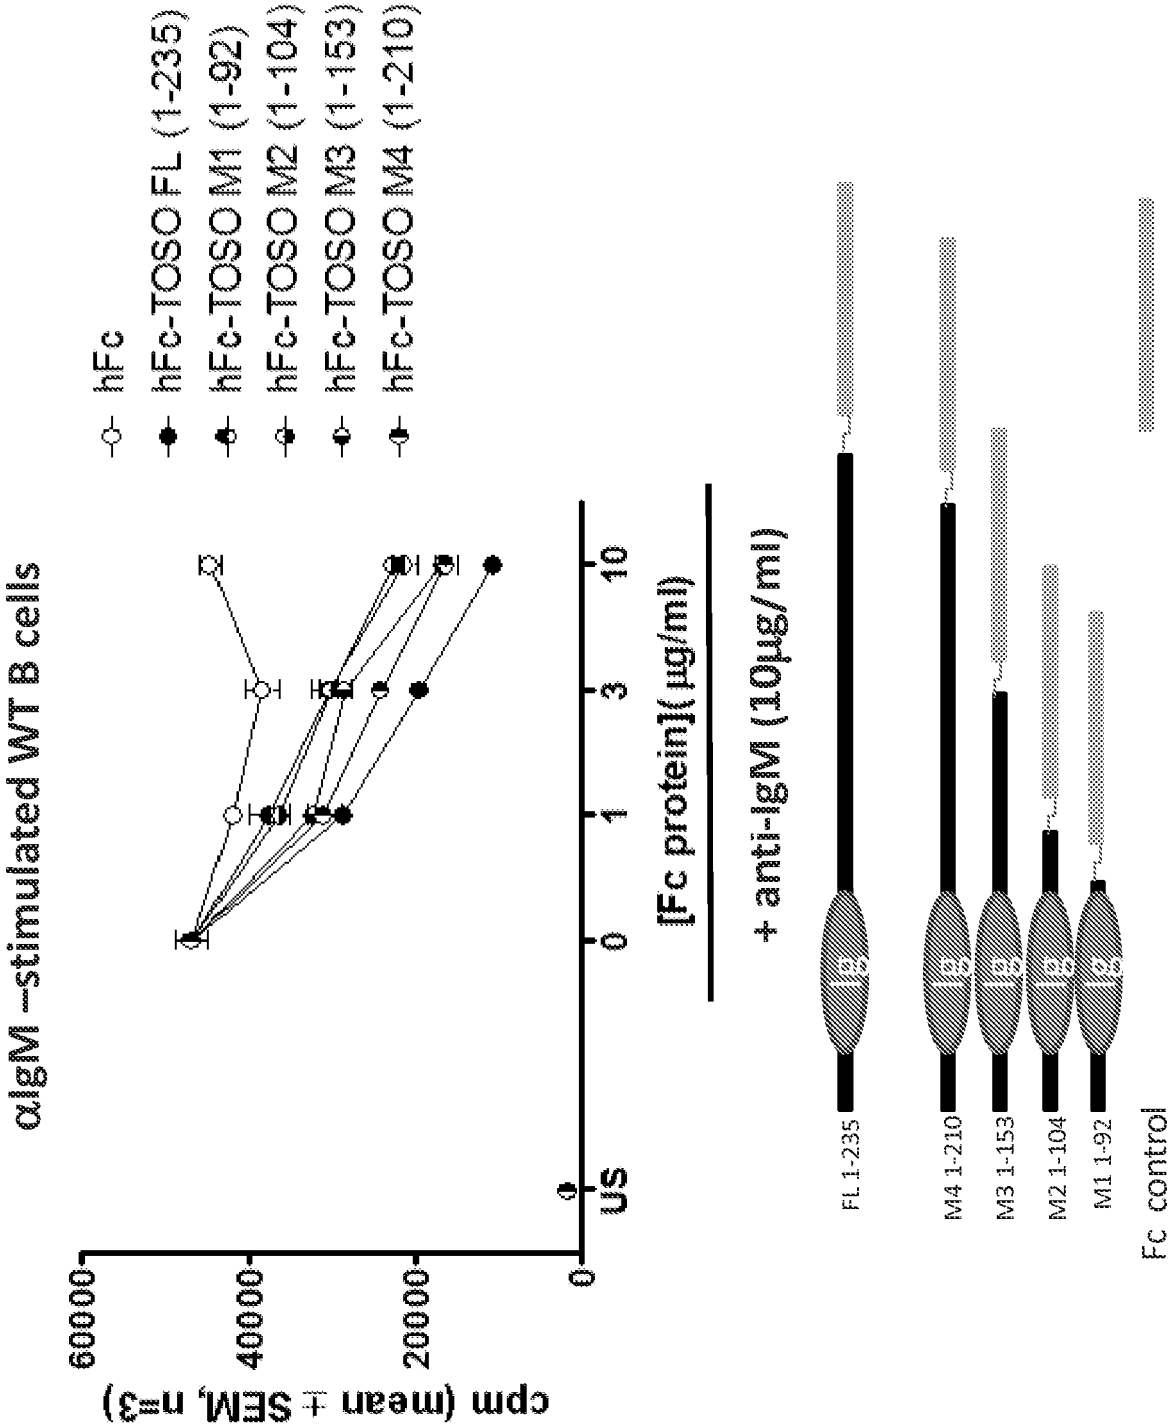 αIgM –stimulated WT B cells
hFc
hFc-TOSO FL (1-235)
hFc-TOSO M1 (1-92)
hFc-TOSO M2 (1-104)
hFc-TOSO M3 (1-153)
hFc-TOSO M4 (1-210)
cpm (mean ± SEM, n=3)
60000
40000
20000
0
US
0
1
3
10
[Fc protein]( µg/ml)
+ anti-IgM (10µg/ml)
FL 1-235
Ig
M4 1-210
Ig
M3 1-153
Ig
M2 1-104
Ig
M1 1-92
Ig
Fc control